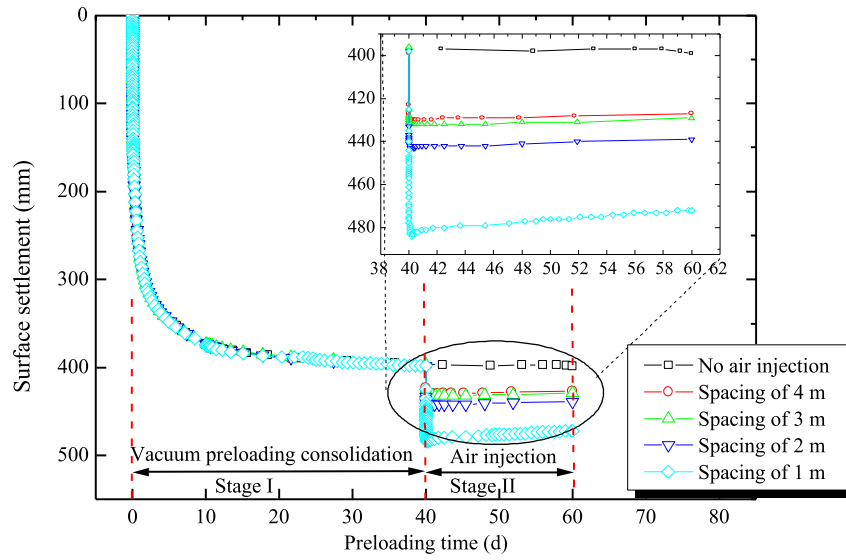 Surface settlement (mm)
0
100
200
300
400
500
400
420
440
460
480
38 40 42 44 46 48 50 52 54 56 58 60 62
No air injection
Spacing of 4 m
Spacing of 3 m
Spacing of 2 m
Spacing of 1 m
Vacuum preloading consolidation
Stage I
Air injection
Stage II
0 10 20 30 40 50 60 70 80
Preloading time (d)